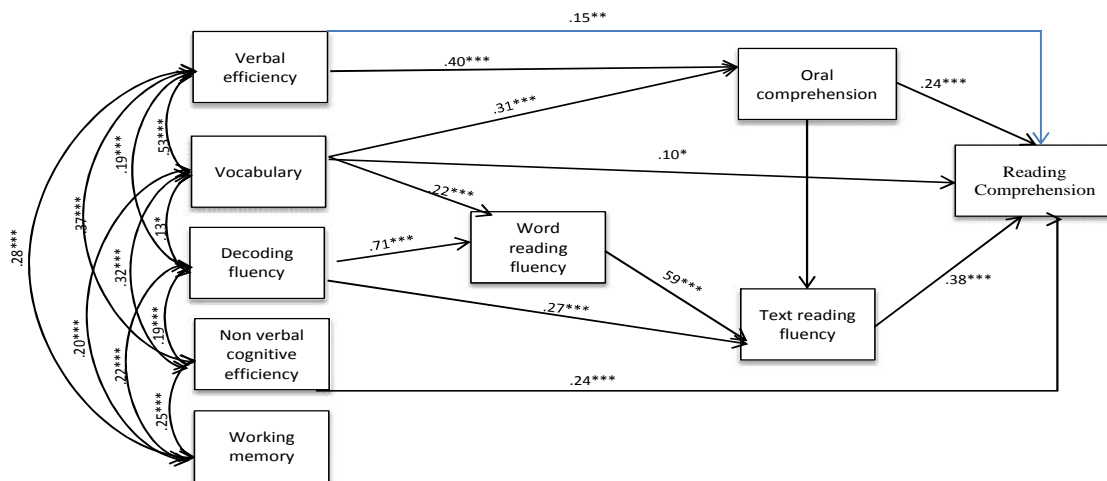 .15**
Verbal
efficiency
.40***
Oral
comprehension
.24***
.31***
.53***
.19***
Vocabulary
.10*
Reading
Comprehension
.22***
.37***
.13*
.28***
Decoding
fluency
.71***
Word
reading
fluency
.32***
.59***
.38***
.27***
Text reading
fluency
.19***
.20***
.22***
Non verbal
cognitive
efficiency
.24***
.25***
Working
memory